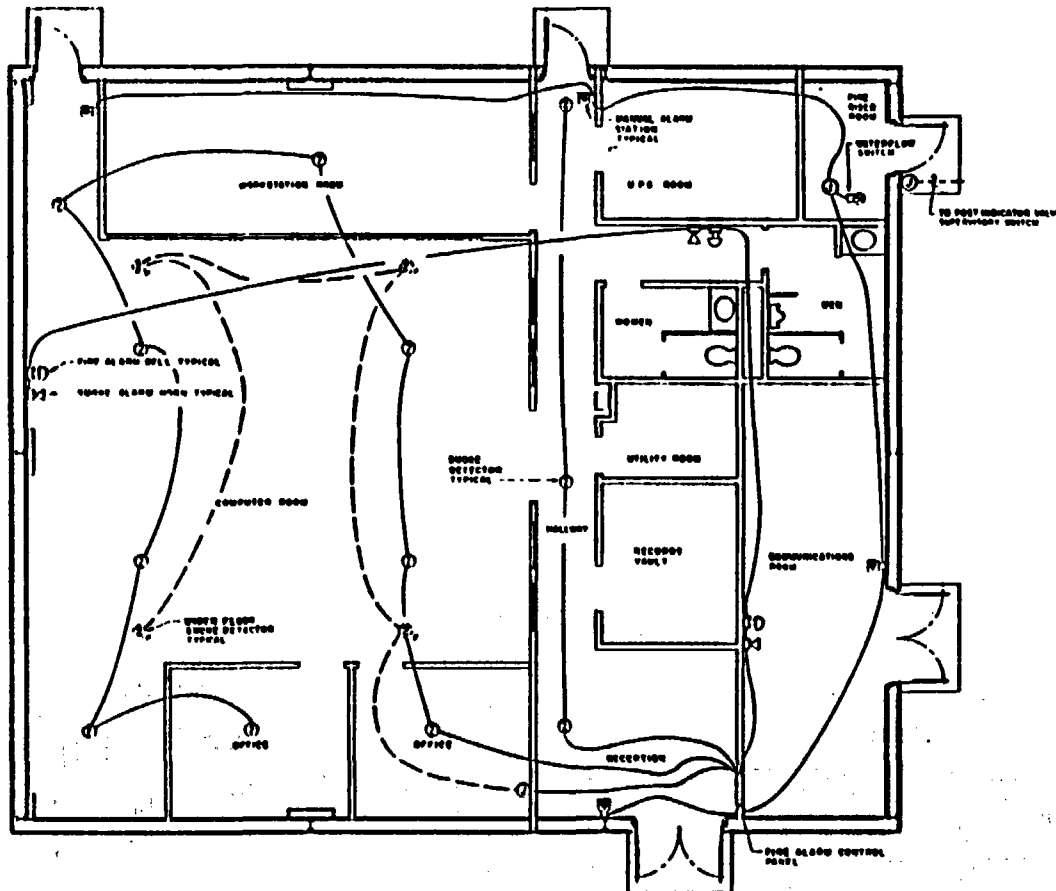 FIRE
RISER
ROOM
MANUAL ALARM
STATION
TYPICAL
WATERFLOW
SWITCH
WORKSTATION ROOM
UPS ROOM
TO POST INDICATOR VALVE
SUPERVISORY SWITCH
WOMEN
MEN
FIRE ALARM BELL TYPICAL
SMOKE ALARM HORN TYPICAL
SMOKE
DETECTOR
TYPICAL
UTILITY ROOM
COMPUTER ROOM
HALLWAY
RECORDS
VAULT
COMMUNICATIONS
ROOM
UNDER FLOOR
SMOKE DETECTOR
TYPICAL
OFFICE
OFFICE
RECEPTION
FIRE ALARM CONTROL
PANEL